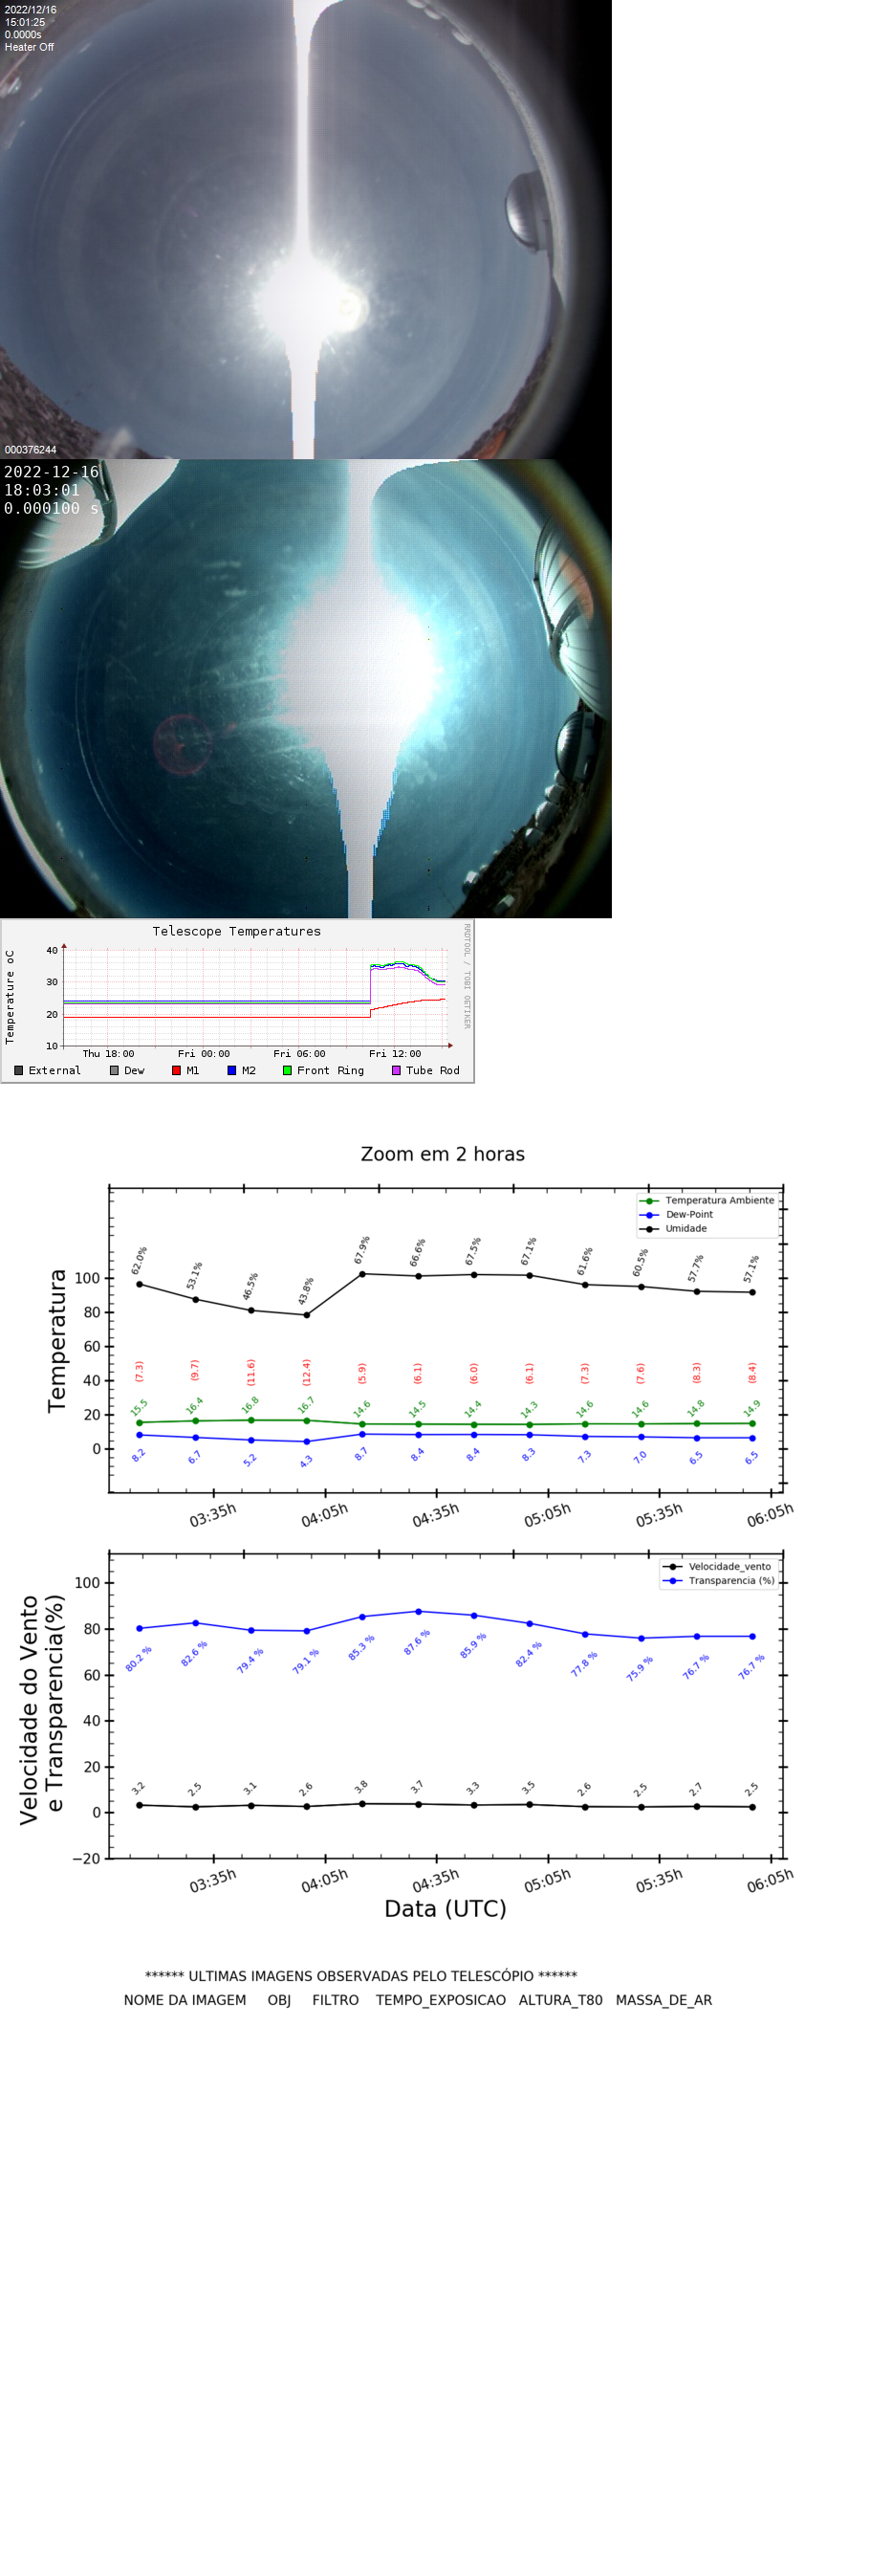 2022/12/16
15:01:25
0.0000s
Heater Off
000376244
2022-12-16
18:03:01
0.000100 s
Telescope Temperatures
RRDTOOL / TOBI OETIKER
Temperature oC
40
30
20
10
Thu 18:00 Fri 00:00 Fri 06:00 Fri 12:00
External Dew M1 M2 Front Ring Tube Rod
Zoom em 2 horas
Temperatura Ambiente
Dew-Point
Umidade
Temperatura
100
80
60
40
20
0
62.0% 53.1% 46.5% 43.8% 67.9% 66.6% 67.5% 67.1% 61.6% 60.5% 57.7% 57.1%
(7.3) (9.7) (11.6) (12.4) (5.9) (6.1) (6.0) (6.1) (7.3) (7.6) (8.3) (8.4)
15.5 16.4 16.8 16.7 14.6 14.5 14.4 14.3 14.6 14.6 14.8 14.9
8.2 6.7 5.2 4.3 8.7 8.4 8.4 8.3 7.3 7.0 6.5 6.5
03:35h 04:05h 04:35h 05:05h 05:35h 06:05h
Velocidade_vento
Transparencia (%)
Velocidade do Vento
e Transparencia(%)
100
80
60
40
20
0
−20
80.2 % 82.6 % 79.4 % 79.1 % 85.3 % 87.6 % 85.9 % 82.4 % 77.8 % 75.9 % 76.7 % 76.7 %
3.2 2.5 3.1 2.6 3.8 3.7 3.3 3.5 2.6 2.5 2.7 2.5
03:35h 04:05h 04:35h 05:05h 05:35h 06:05h
Data (UTC)
****** ULTIMAS IMAGENS OBSERVADAS PELO TELESCÓPIO ******
NOME DA IMAGEM OBJ FILTRO TEMPO_EXPOSICAO ALTURA_T80 MASSA_DE_AR